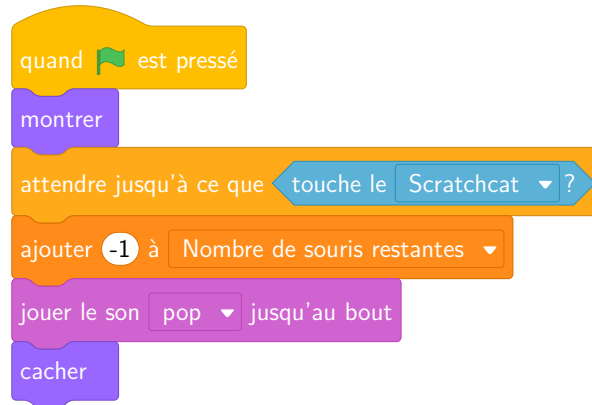 quand est pressé
montrer
attendre jusqu'à ce que touche le Scratchcat ?
ajouter -1 à Nombre de souris restantes
jouer le son pop jusqu'au bout
cacher